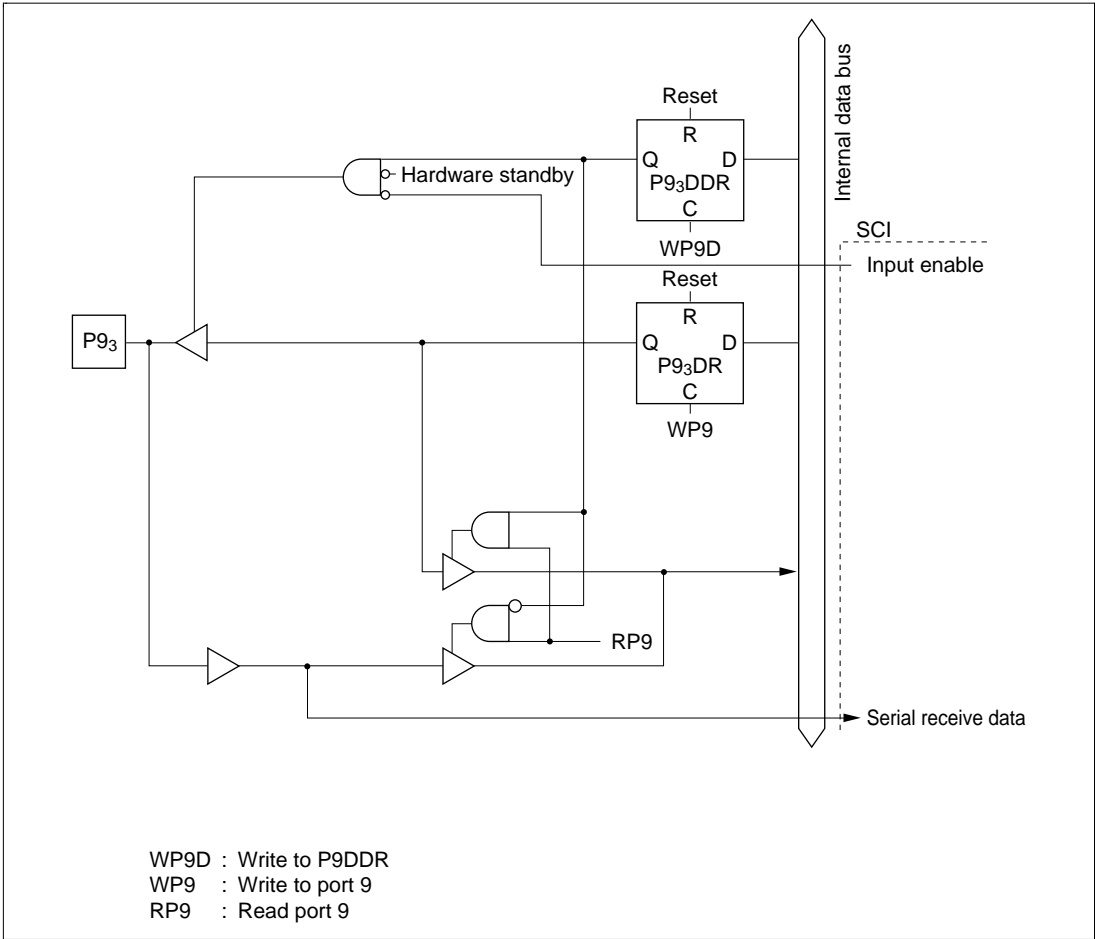 Reset
R
Q
D
P9₃DDR
C
WP9D
Hardware standby
Internal data bus
SCI
Input enable
Reset
R
Q
D
P9₃DR
C
WP9
P9₃
RP9
Serial receive data
WP9D : Write to P9DDR
WP9 : Write to port 9
RP9 : Read port 9